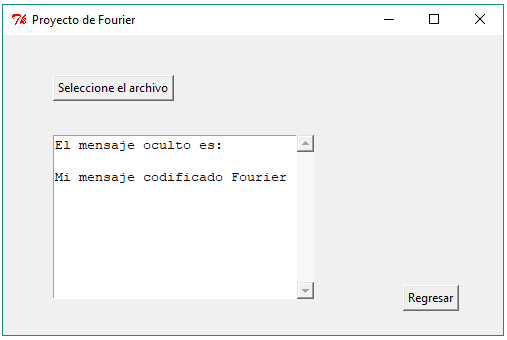 Proyecto de Fourier
Seleccione el archivo
El mensaje oculto es:
Mi mensaje codificado Fourier
Regresar